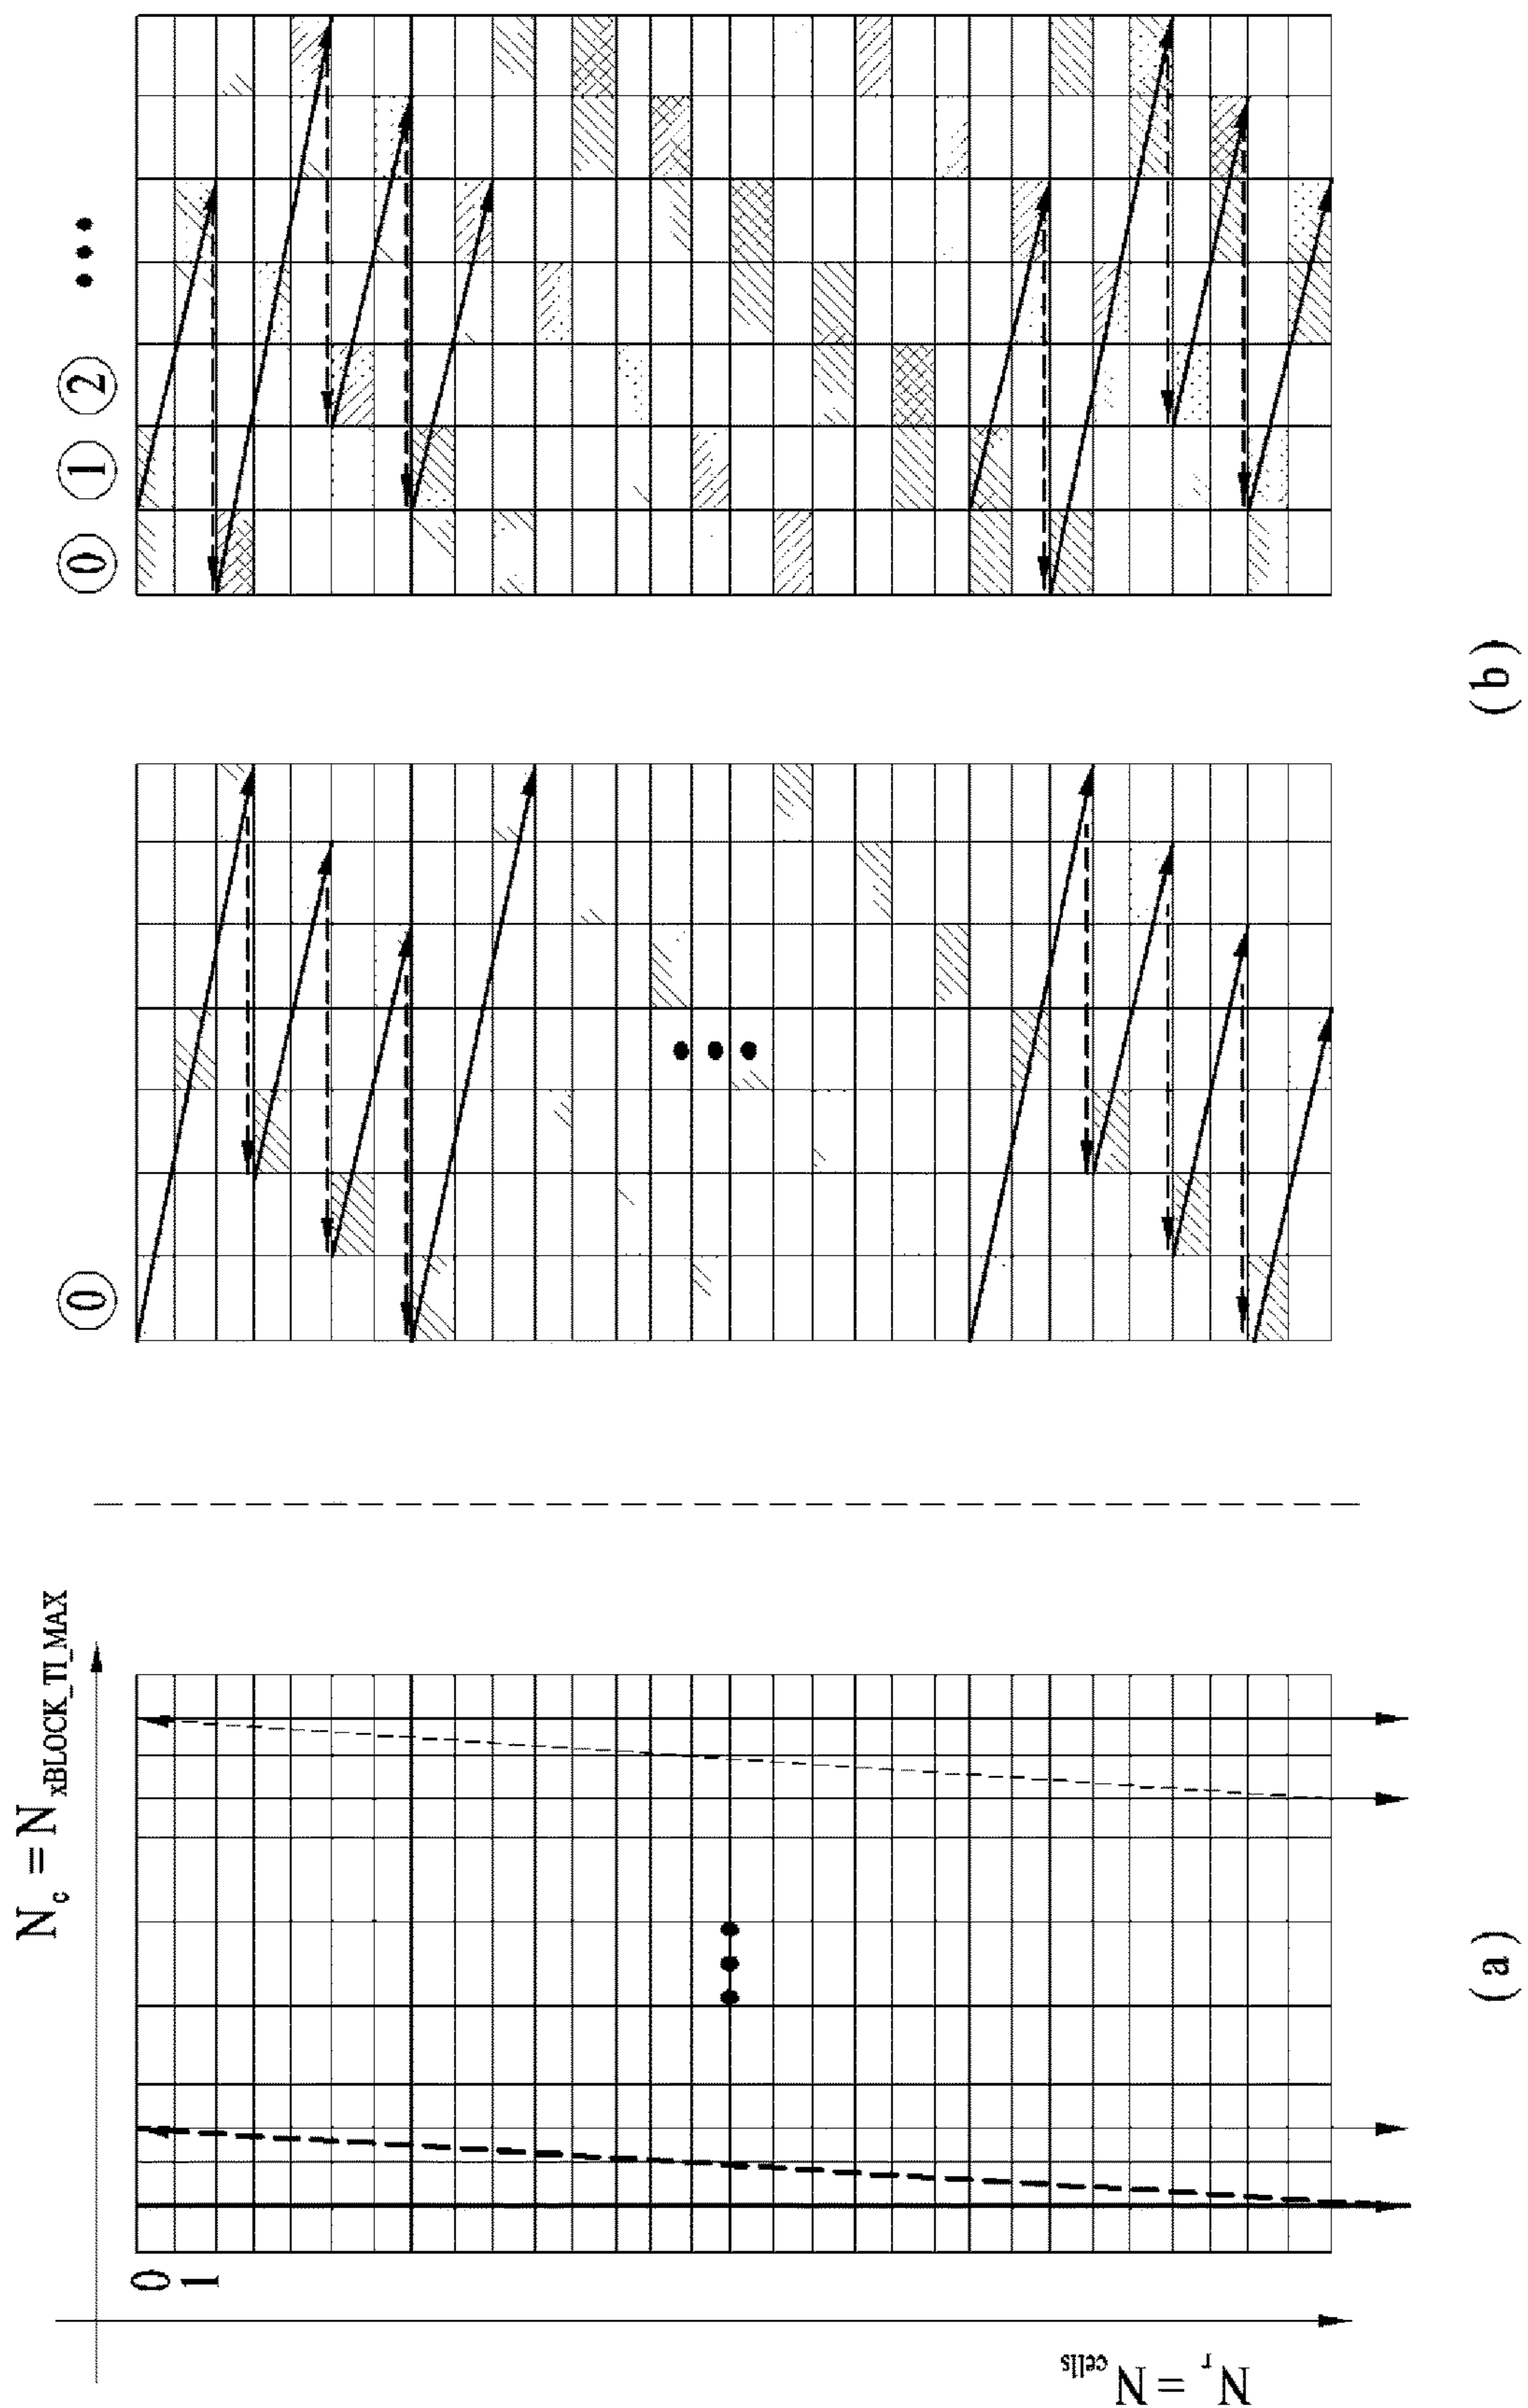 N_c = N_xBLOCK_TI_MAX
0
1
N_r = N_cells
⓪
⓪ ① ② •••
•••
•••
(a)
(b)